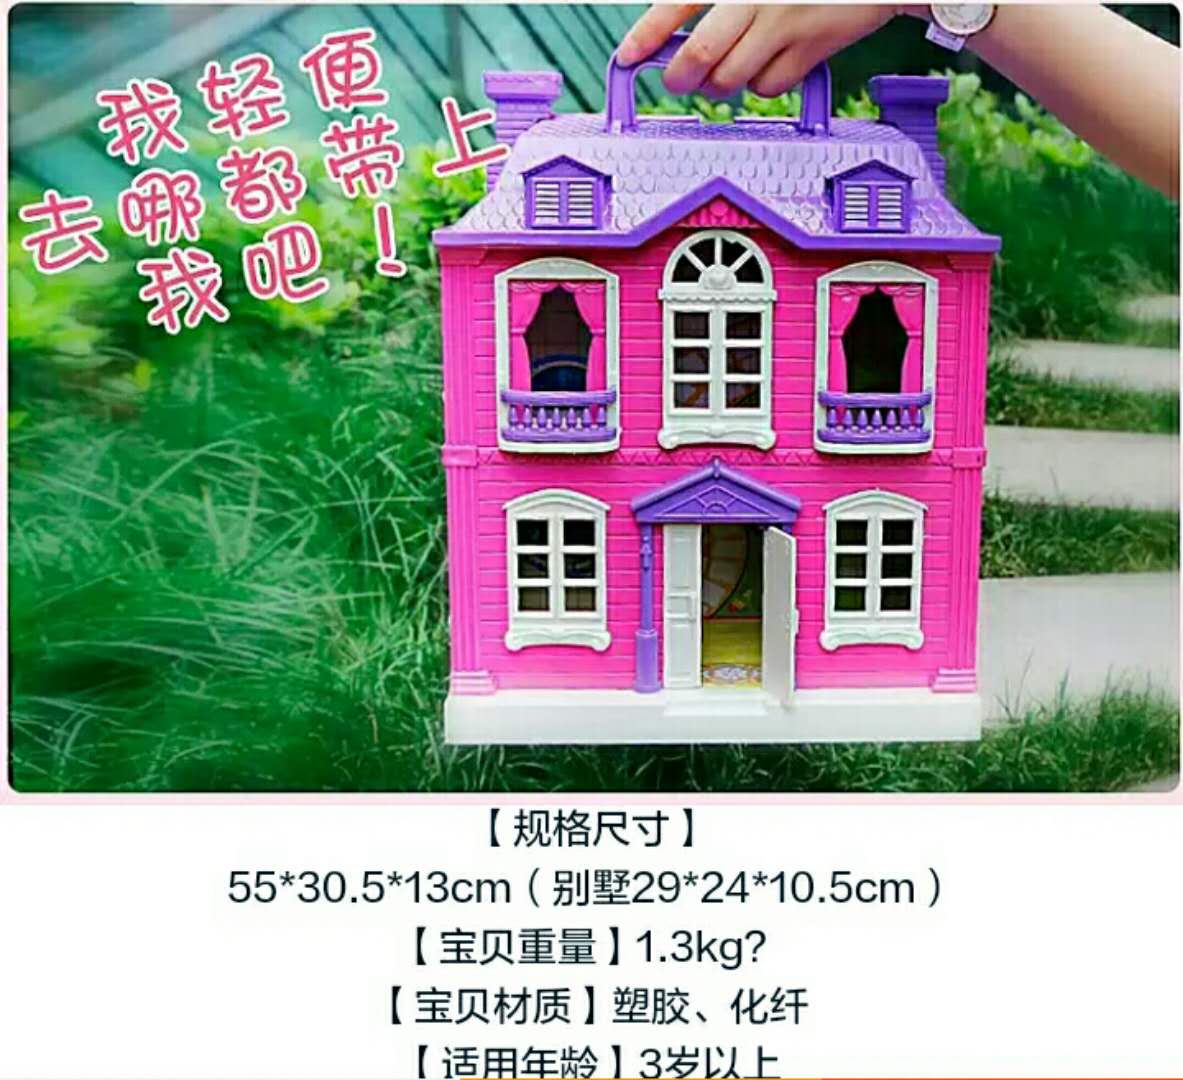 我轻便
去哪都带上
我吧！
【规格尺寸】
55*30.5*13cm（别墅29*24*10.5cm）
【宝贝重量】1.3kg?
【宝贝材质】塑胶、化纤
【适用年龄】3岁以上